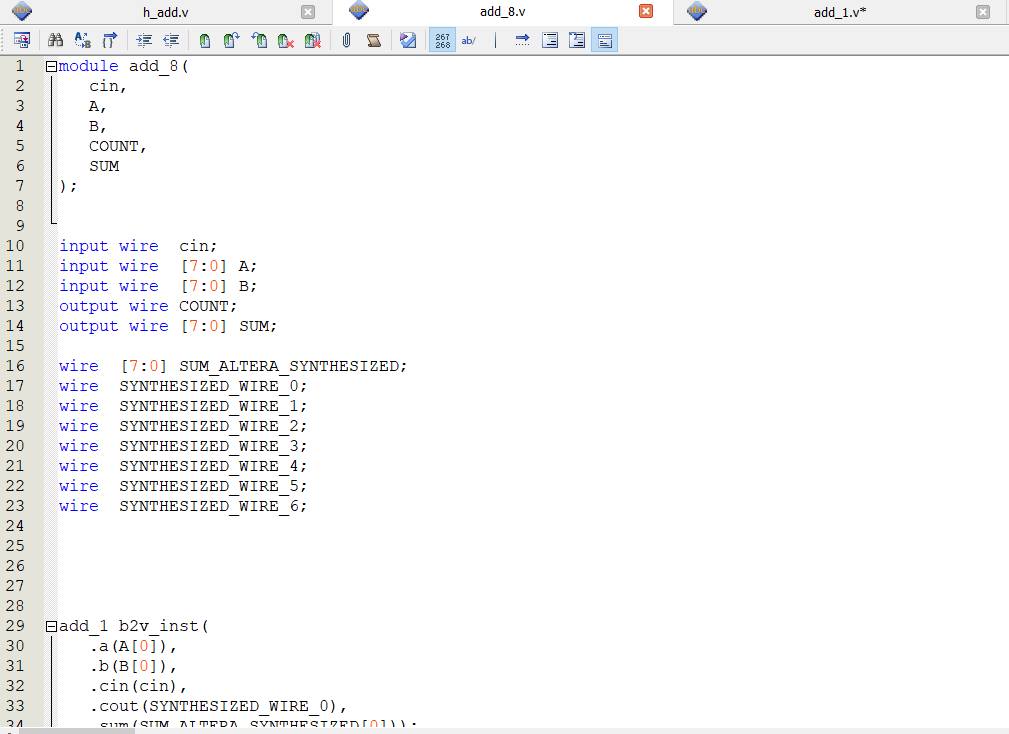 h_add.v
add_8.v
add_1.v*
267
268
ab/
1 module add_8(
2 cin,
3 A,
4 B,
5 COUNT,
6 SUM
7 );
8
9
10 input wire cin;
11 input wire [7:0] A;
12 input wire [7:0] B;
13 output wire COUNT;
14 output wire [7:0] SUM;
15
16 wire [7:0] SUM_ALTERA_SYNTHESIZED;
17 wire SYNTHESIZED_WIRE_0;
18 wire SYNTHESIZED_WIRE_1;
19 wire SYNTHESIZED_WIRE_2;
20 wire SYNTHESIZED_WIRE_3;
21 wire SYNTHESIZED_WIRE_4;
22 wire SYNTHESIZED_WIRE_5;
23 wire SYNTHESIZED_WIRE_6;
24
25
26
27
28
29 add_1 b2v_inst(
30 .a(A[0]),
31 .b(B[0]),
32 .cin(cin),
33 .cout(SYNTHESIZED_WIRE_0),
34 .sum(SUM_ALTERA_SYNTHESIZED[0]));